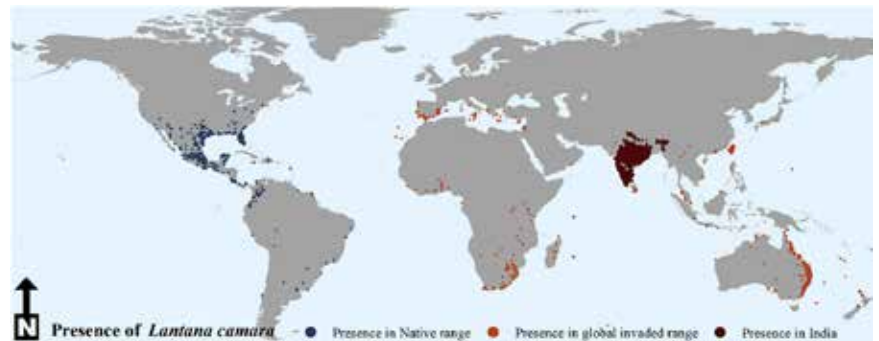 N
Presence of Lantana camara
Presence in Native range
Presence in global invaded range
Presence in India